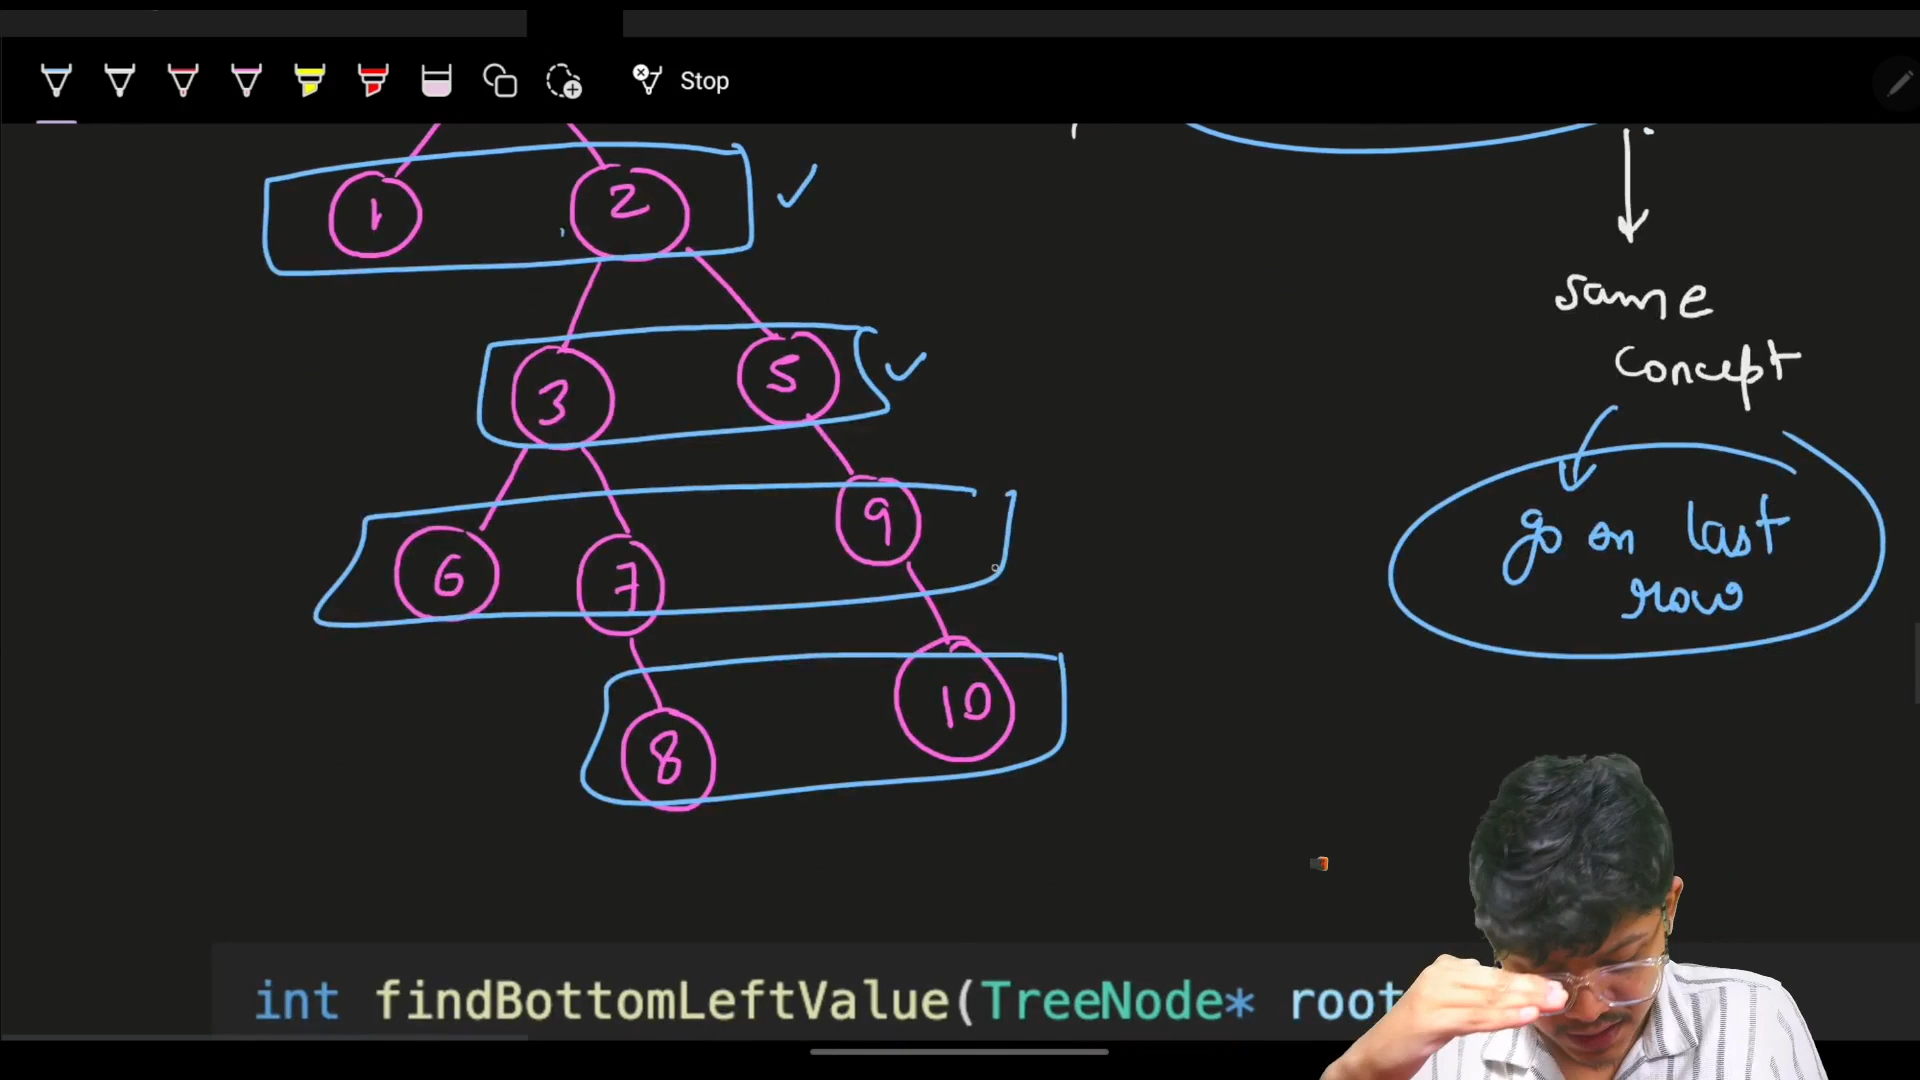 Stop
1
2
same
concept
3
5
9
go on last
row
6
7
8
10
int findBottomLeftValue(TreeNode* root